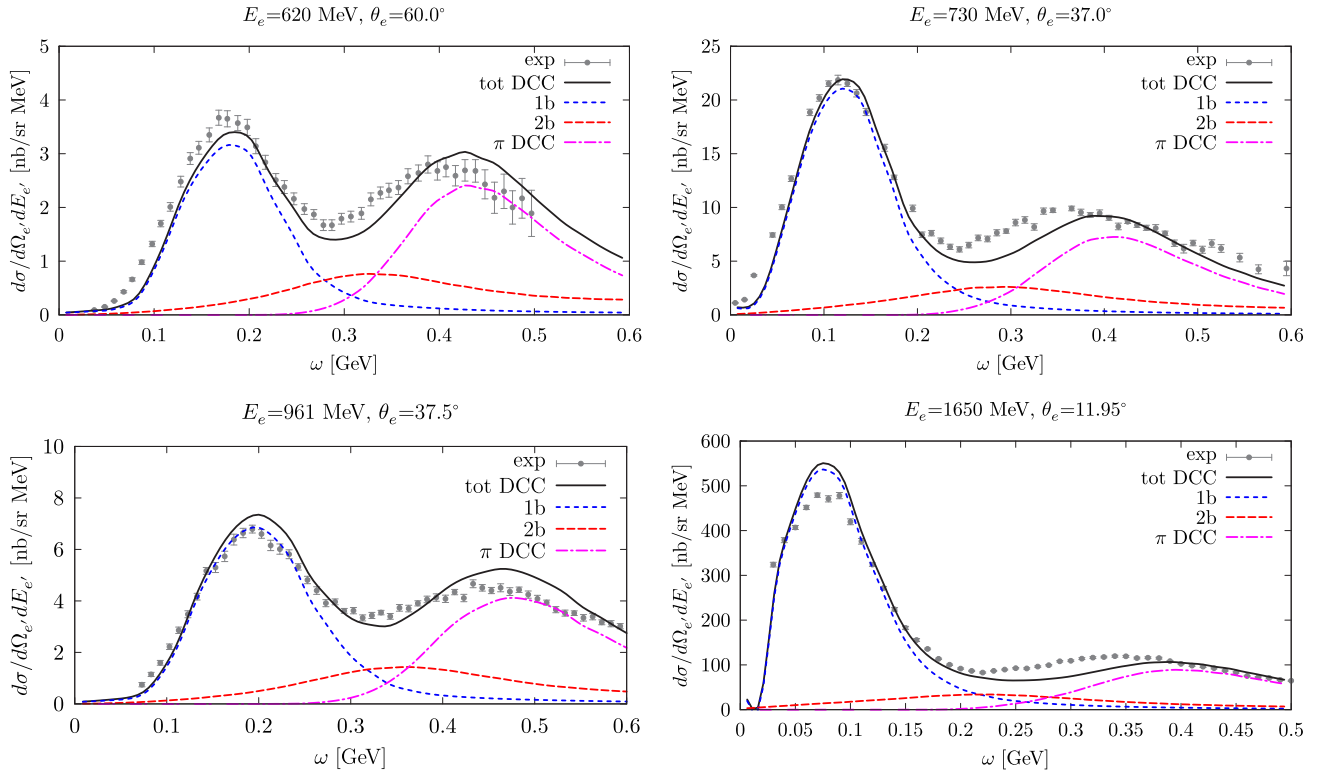 E_e=620 MeV, θ_e=60.0°
dσ/dΩ_e′dE_e′ [nb/sr MeV]
5
4
3
2
1
0
exp
tot DCC
1b
2b
π DCC
0 0.1 0.2 0.3 0.4 0.5 0.6
ω [GeV]
E_e=730 MeV, θ_e=37.0°
dσ/dΩ_e′dE_e′ [nb/sr MeV]
25
20
15
10
5
0
exp
tot DCC
1b
2b
π DCC
0 0.1 0.2 0.3 0.4 0.5 0.6
ω [GeV]
E_e=961 MeV, θ_e=37.5°
dσ/dΩ_e′dE_e′ [nb/sr MeV]
10
8
6
4
2
0
exp
tot DCC
1b
2b
π DCC
0 0.1 0.2 0.3 0.4 0.5 0.6
ω [GeV]
E_e=1650 MeV, θ_e=11.95°
dσ/dΩ_e′dE_e′ [nb/sr MeV]
600
500
400
300
200
100
0
exp
tot DCC
1b
2b
π DCC
0 0.05 0.1 0.15 0.2 0.25 0.3 0.35 0.4 0.45 0.5
ω [GeV]